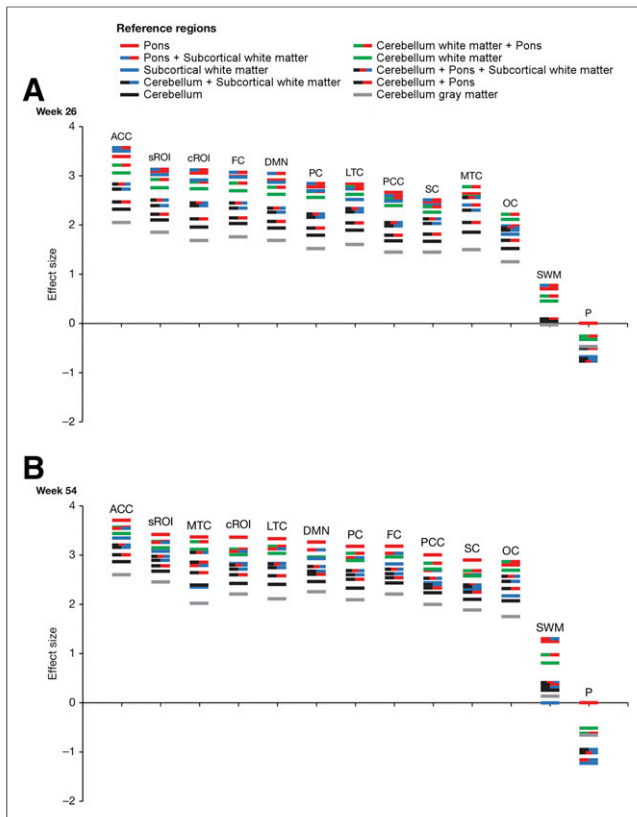 Reference regions
Pons
Pons + Subcortical white matter
Subcortical white matter
Cerebellum + Subcortical white matter
Cerebellum
Cerebellum white matter + Pons
Cerebellum white matter
Cerebellum + Pons + Subcortical white matter
Cerebellum + Pons
Cerebellum gray matter
A
Week 26
4
3
2
1
0
−1
−2
Effect size
ACC
sROI
cROI
FC
DMN
PC
LTC
PCC
SC
MTC
OC
SWM
P
B
Week 54
4
3
2
1
0
−1
−2
Effect size
ACC
sROI
MTC
cROI
LTC
DMN
PC
FC
PCC
SC
OC
SWM
P